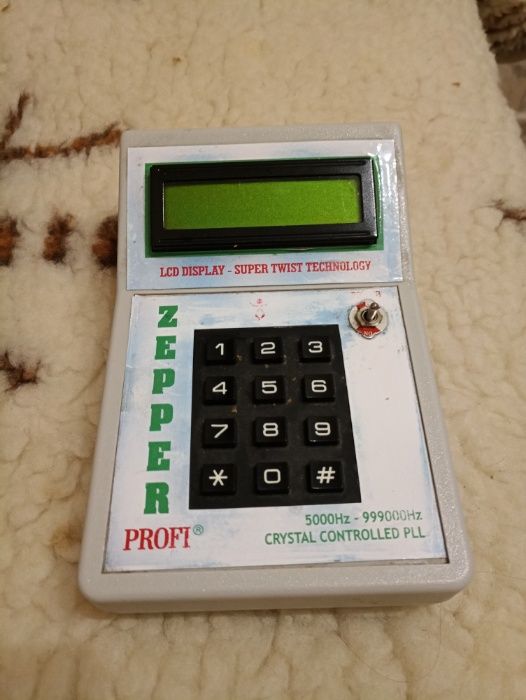 LCD DISPLAY - SUPER TWIST TECHNOLOGY
ZEPPER
1 2 3
4 5 6
7 8 9
* 0 #
5000Hz - 999000Hz
PROFI®
CRYSTAL CONTROLLED PLL